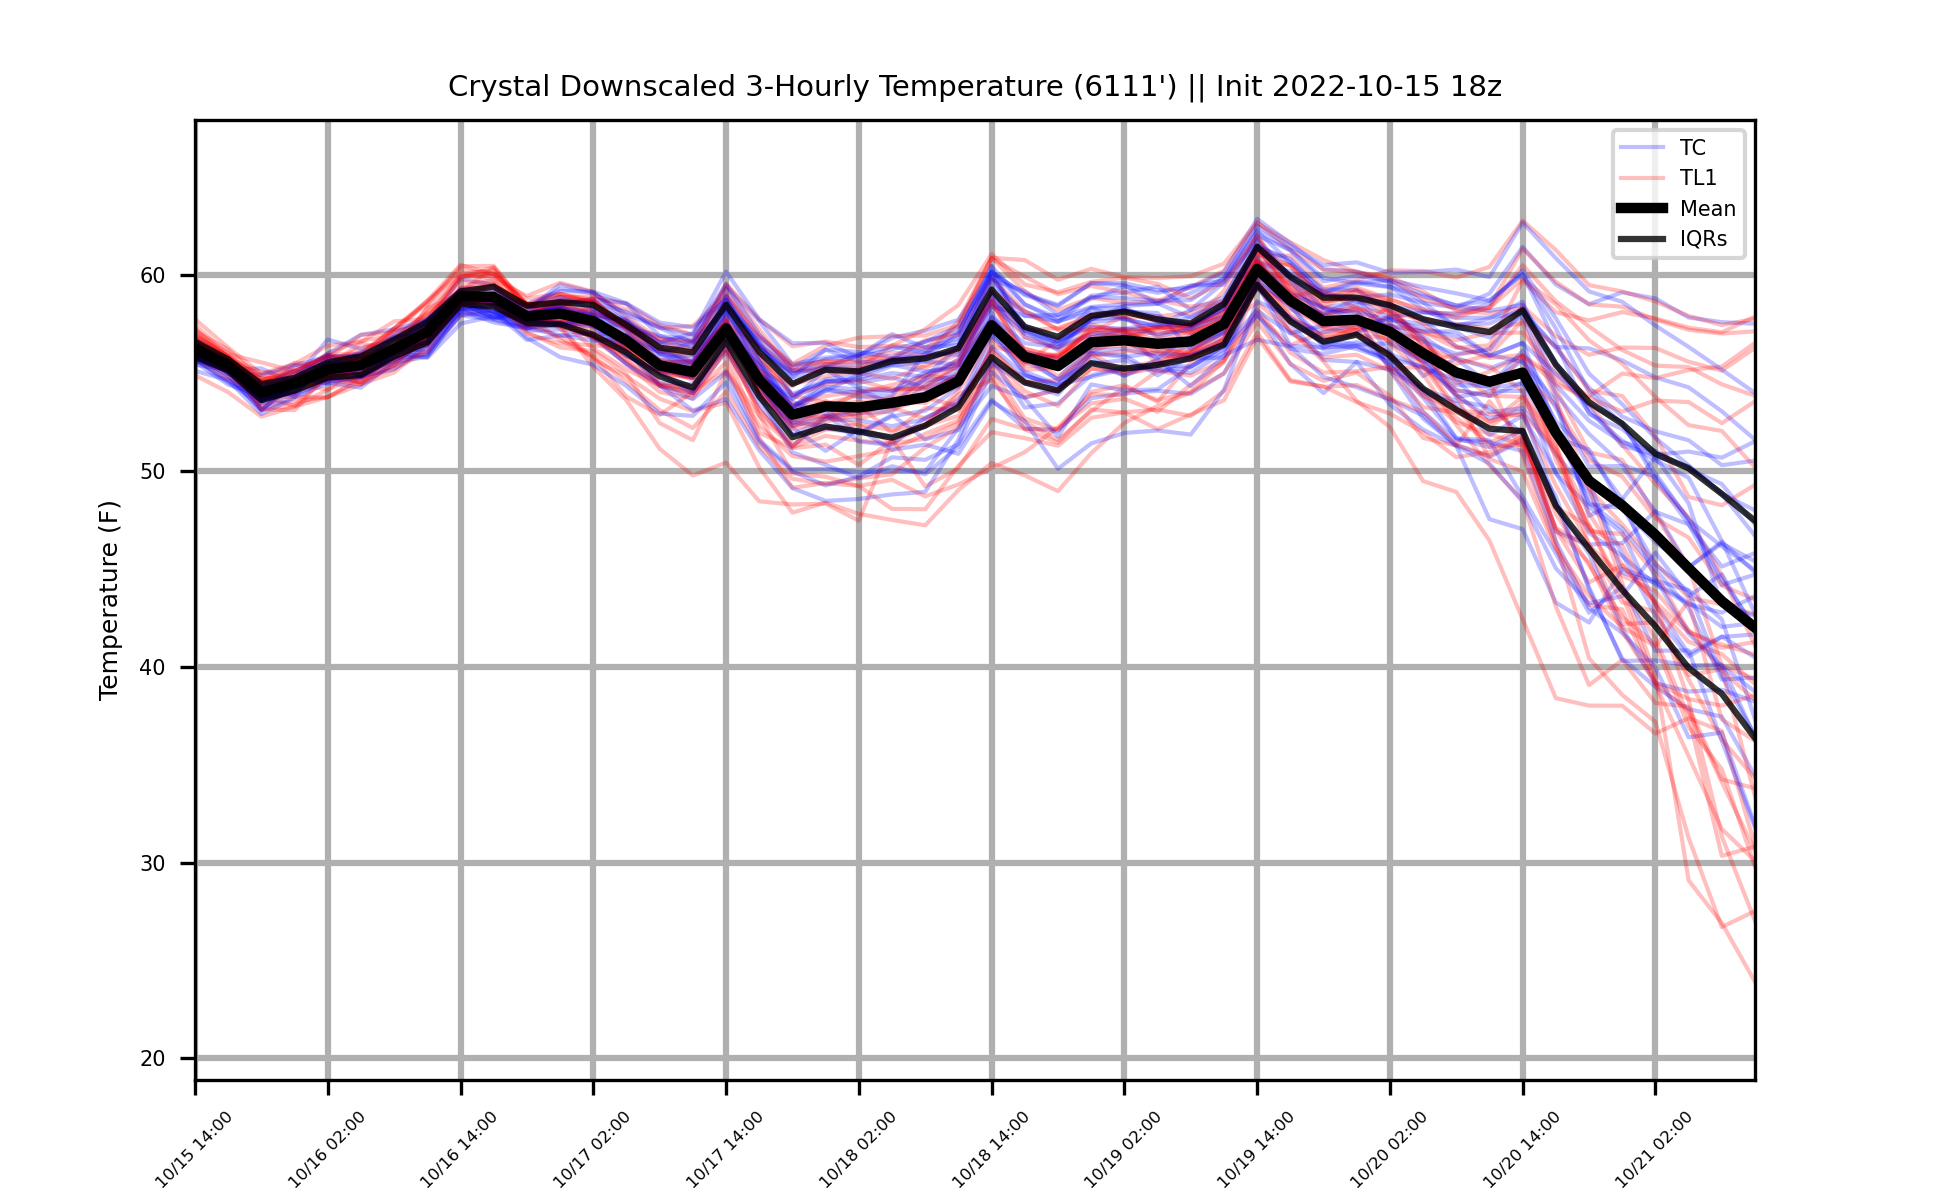 Crystal Downscaled 3-Hourly Temperature (6111') || Init 2022-10-15 18z
TC
TL1
Mean
IQRs
Temperature (F)
60
50
40
30
20
10/15 14:00
10/16 02:00
10/16 14:00
10/17 02:00
10/17 14:00
10/18 02:00
10/18 14:00
10/19 02:00
10/19 14:00
10/20 02:00
10/20 14:00
10/21 02:00